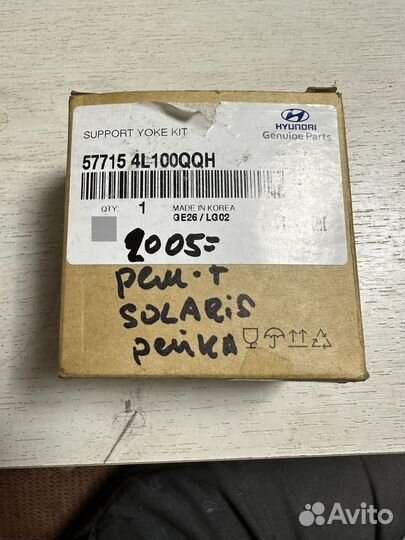 SUPPORT YOKE KIT
HYUNDAI
Genuine Parts
57715 4L100QQH
QTY: 1 MADE IN KOREA
GE26 / LG02
2005=
рем·т
SOLARIS
рейка
Avito